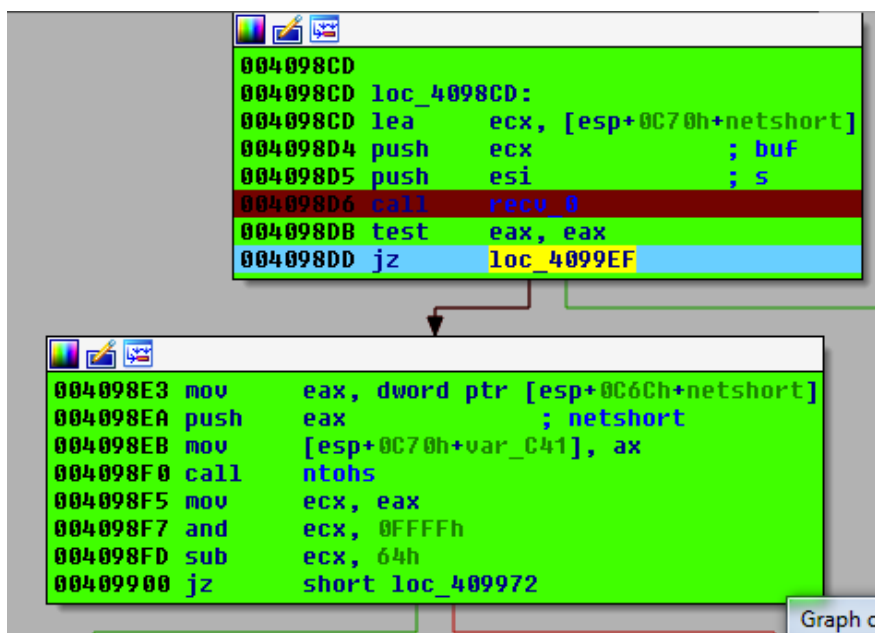 004098CD
004098CD loc_4098CD:
004098CD lea ecx, [esp+0C70h+netshort]
004098D4 push ecx ; buf
004098D5 push esi ; s
004098D6 call recv_0
004098DB test eax, eax
004098DD jz loc_4099EF
004098E3 mov eax, dword ptr [esp+0C6Ch+netshort]
004098EA push eax ; netshort
004098EB mov [esp+0C70h+var_C41], ax
004098F0 call ntohs
004098F5 mov ecx, eax
004098F7 and ecx, 0FFFFh
004098FD sub ecx, 64h
00409900 jz short loc_409972
Graph